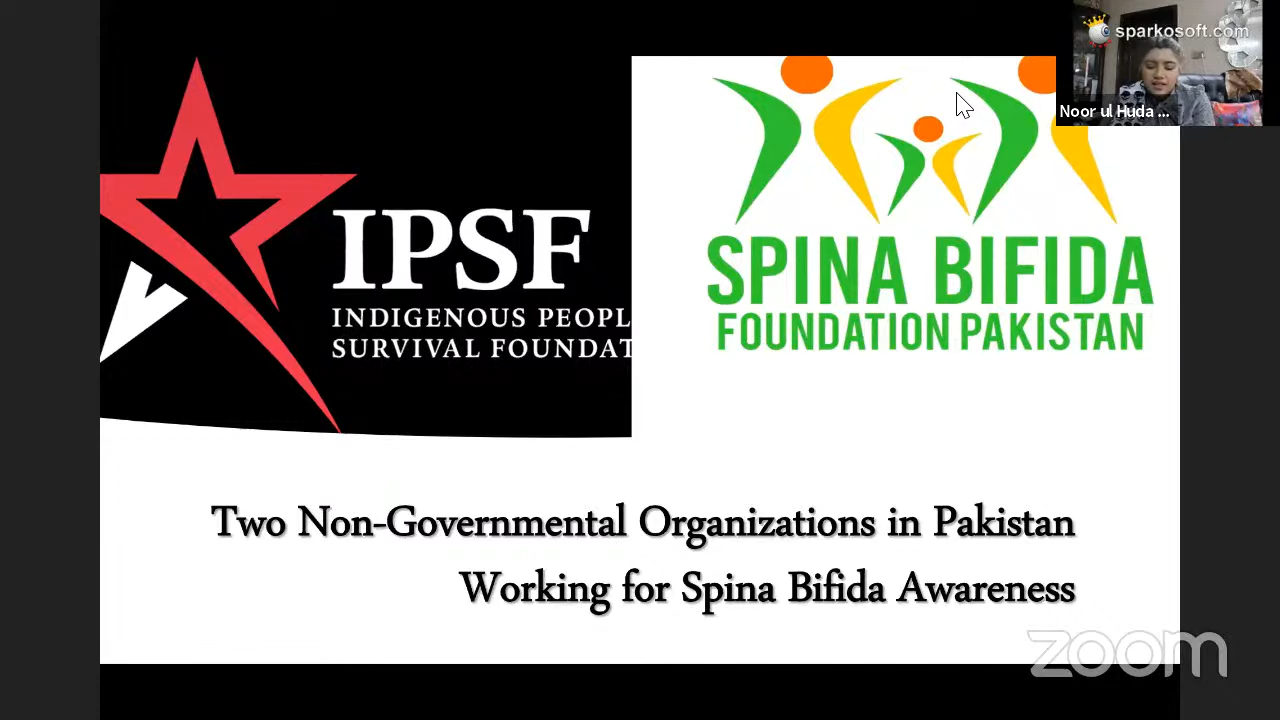 sparkosoft.com
Noor ul Huda ...
IPSF
INDIGENOUS PEOPL
SURVIVAL FOUNDAT
SPINA BIFIDA
FOUNDATION PAKISTAN
Two Non-Governmental Organizations in Pakistan
Working for Spina Bifida Awareness
zoom